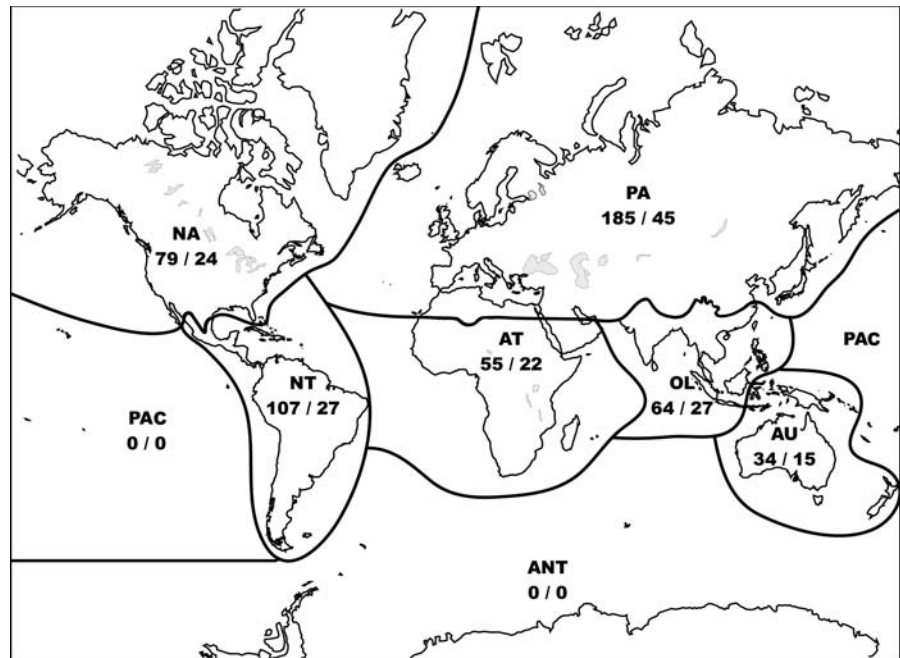 PA
185 / 45
NA
79 / 24
AT
55 / 22
PAC
NT
107 / 27
OL
64 / 27
PAC
0 / 0
AU
34 / 15
ANT
0 / 0